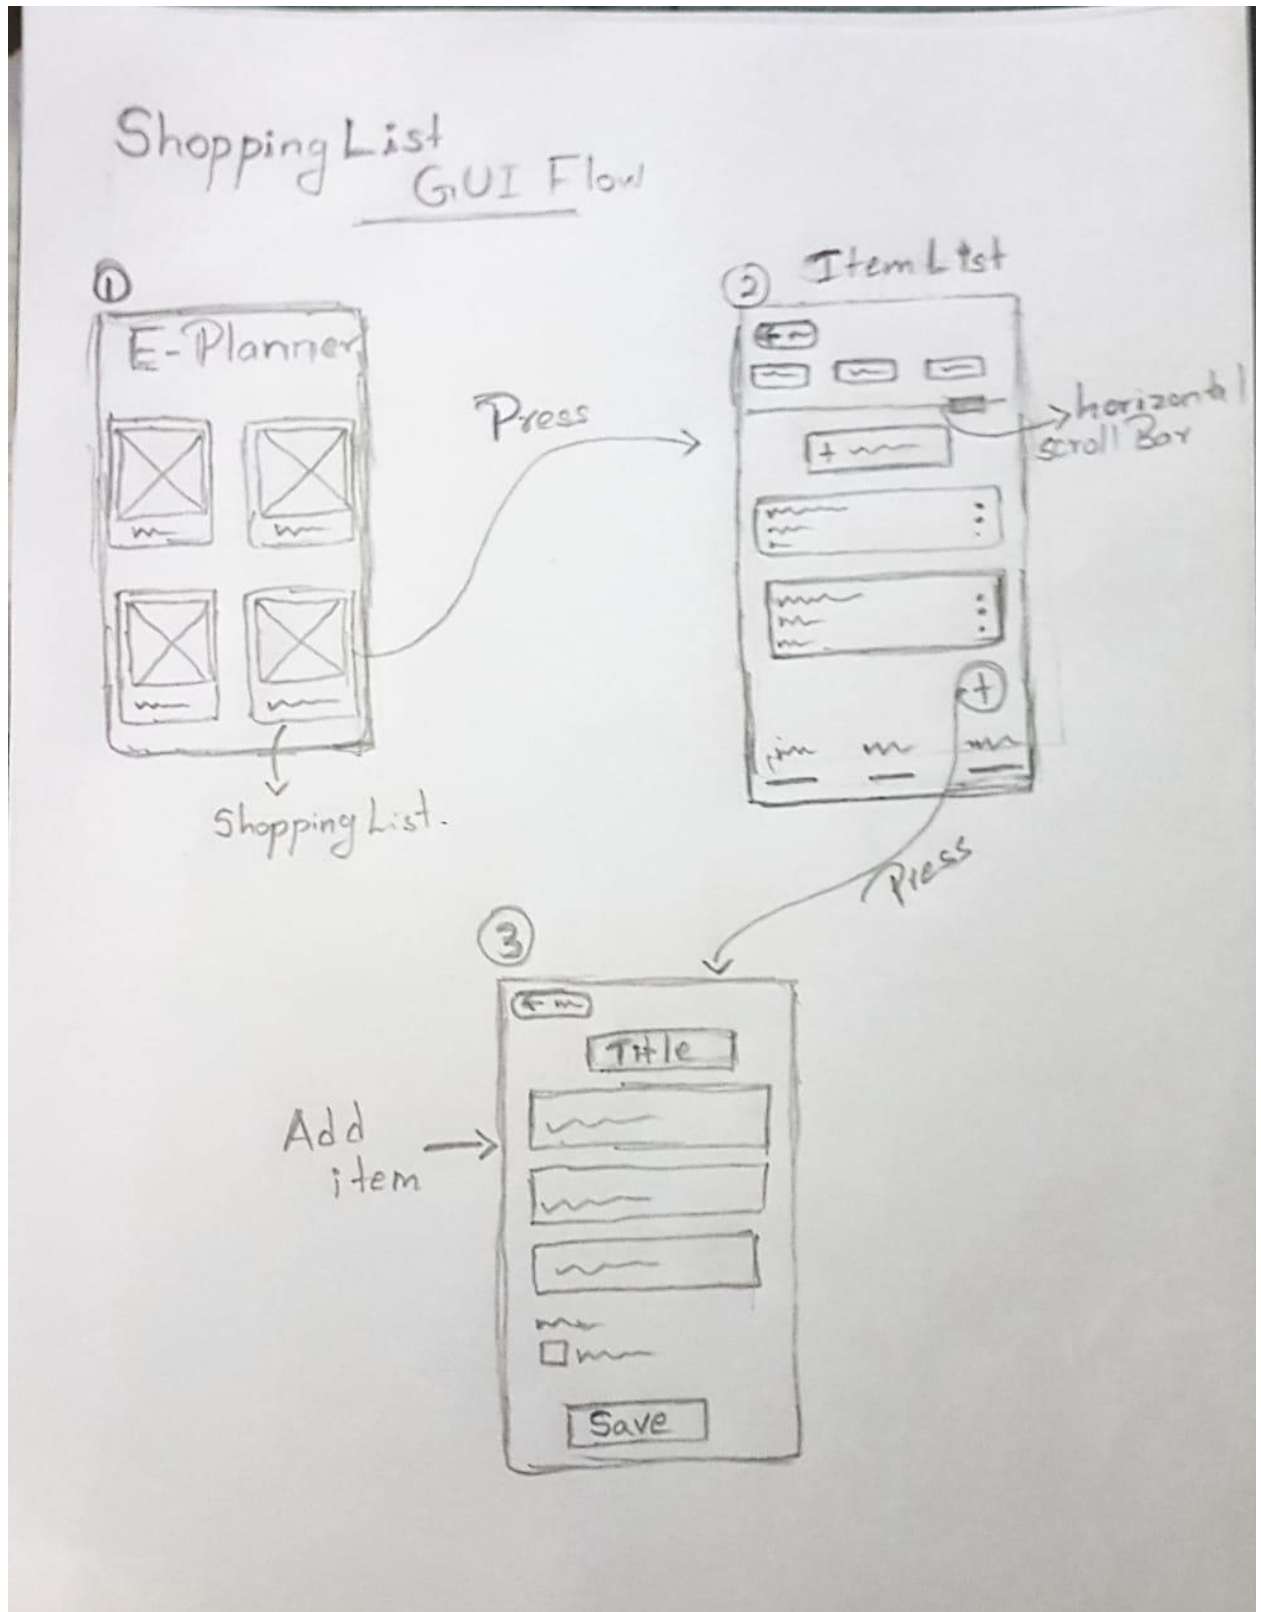 Shopping List
GUI Flow
1
E-Planner
Press
Shopping List.
2
Item List
horizontal
scroll Bar
+
+
Press
3
Title
Add
item
Save